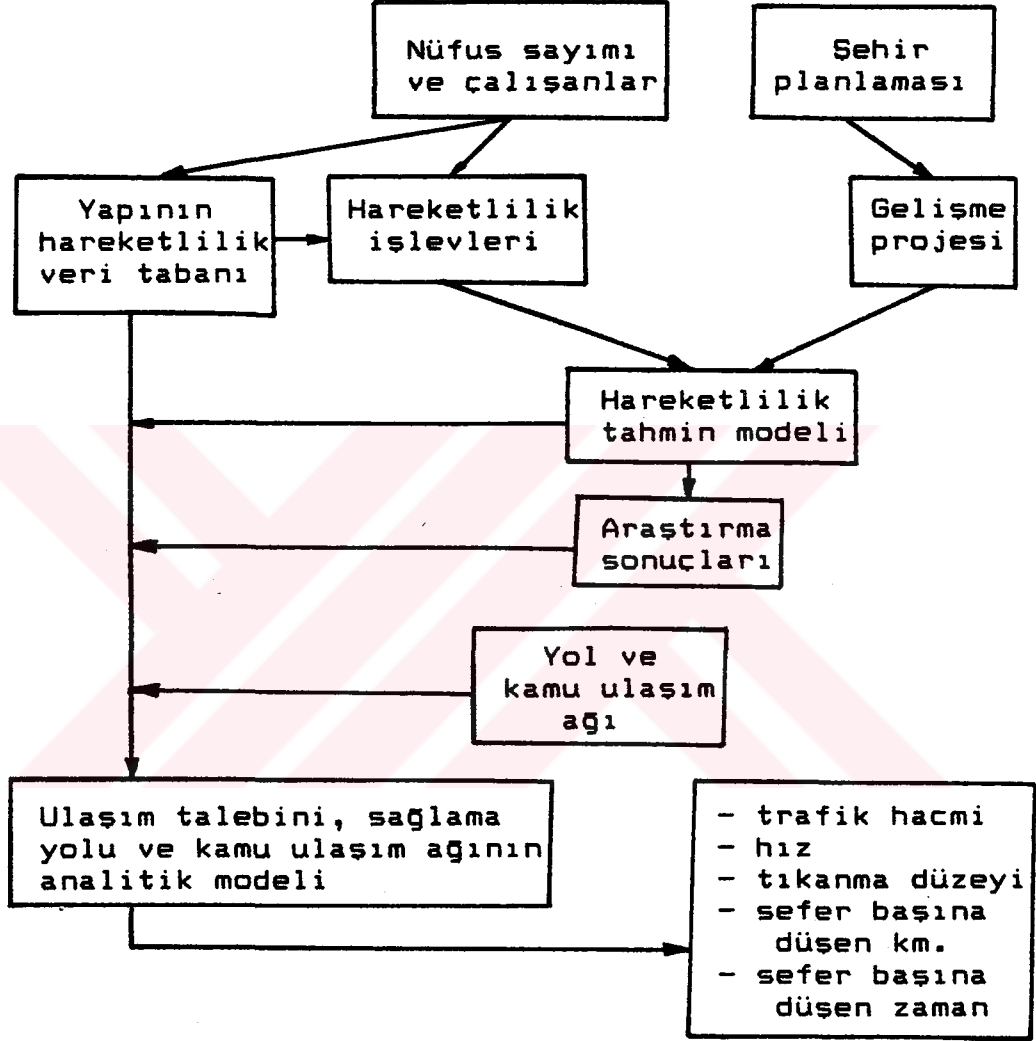 Nüfus sayımı
ve çalışanlar
Şehir
planlaması
Yapının
hareketlilik
veri tabanı
Hareketlilik
işlevleri
Gelişme
projesi
Hareketlilik
tahmin modeli
Araştırma
sonuçları
Yol ve
kamu ulaşım
ağı
Ulaşım talebini, sağlama
yolu ve kamu ulaşım ağının
analitik modeli
- trafik hacmi
- hız
- tıkanma düzeyi
- sefer başına
düşen km.
- sefer başına
düşen zaman